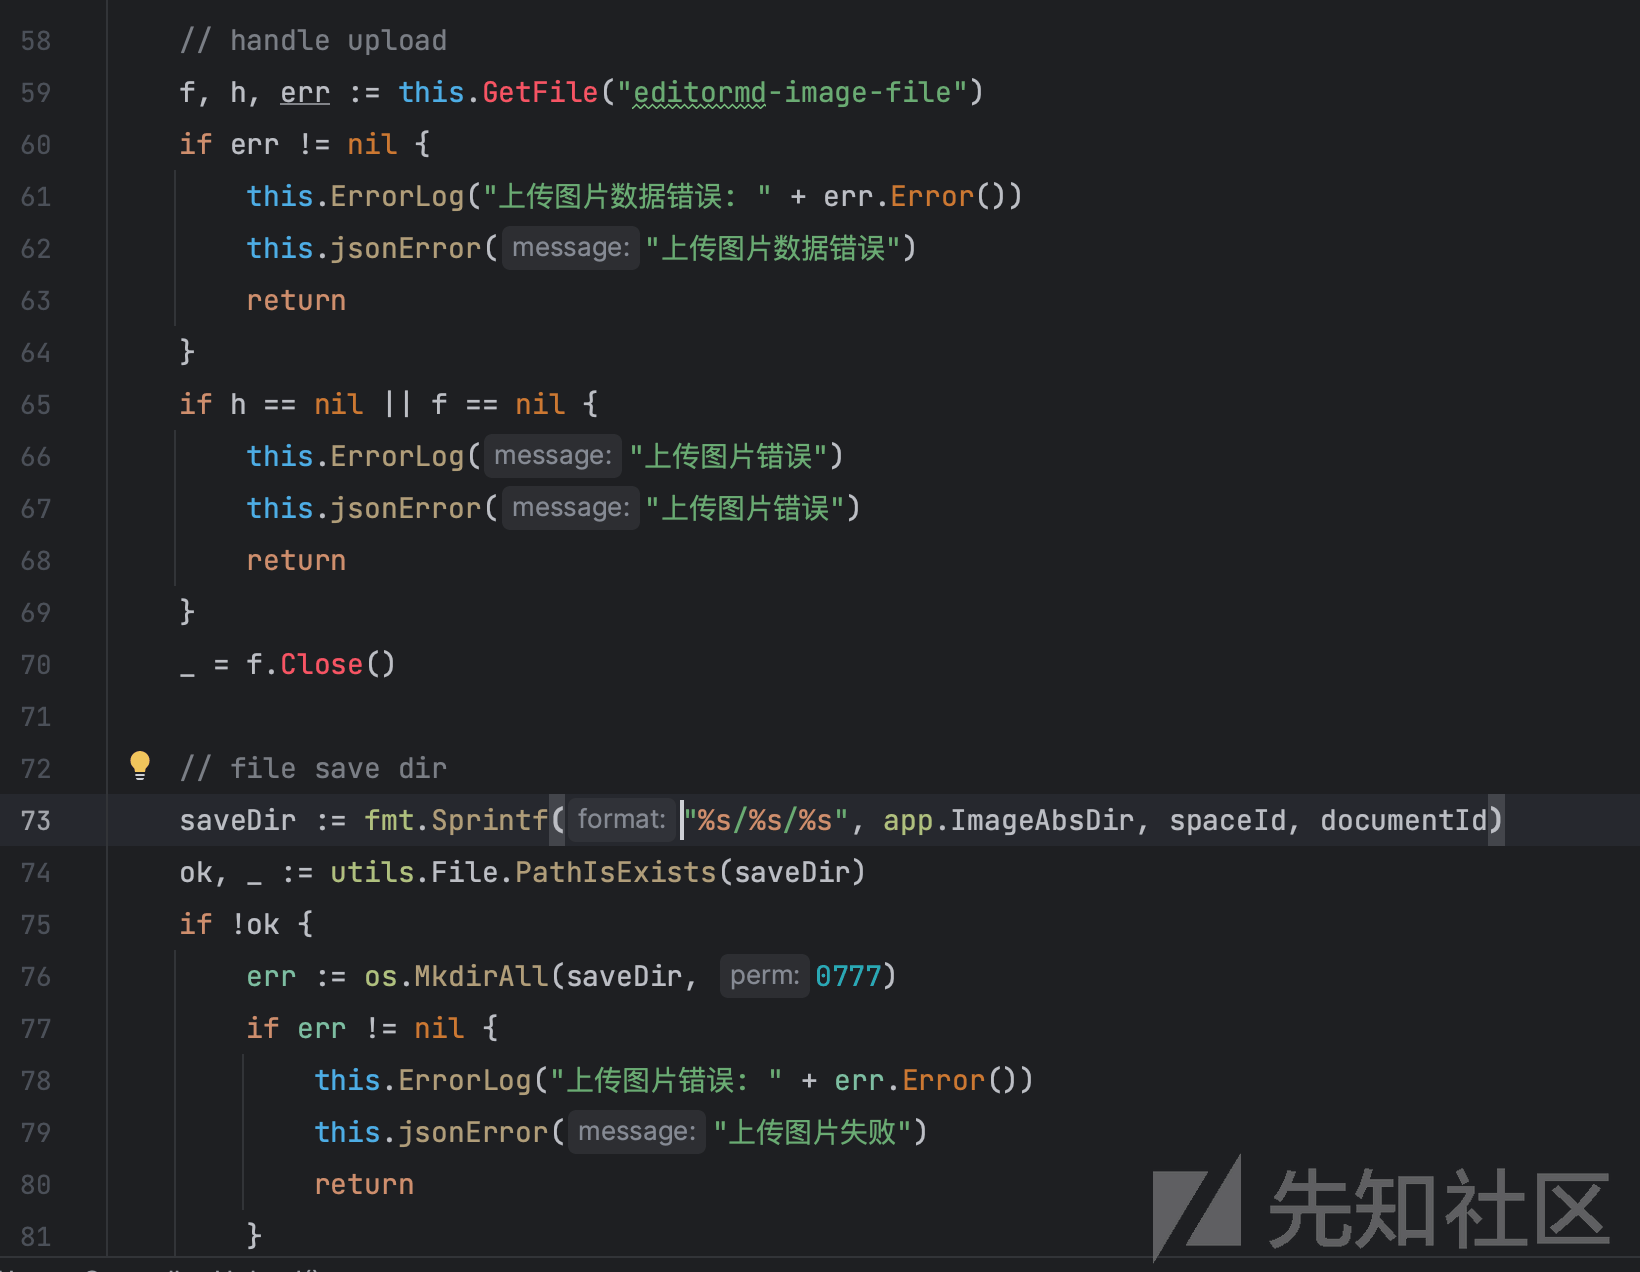 58 // handle upload
59 f, h, err := this.GetFile("editormd-image-file")
60 if err != nil {
61 this.ErrorLog("上传图片数据错误: " + err.Error())
62 this.jsonError( message: "上传图片数据错误")
63 return
64 }
65 if h == nil || f == nil {
66 this.ErrorLog( message: "上传图片错误")
67 this.jsonError( message: "上传图片错误")
68 return
69 }
70 _ = f.Close()
71
72 // file save dir
73 saveDir := fmt.Sprintf( format: "%s/%s/%s", app.ImageAbsDir, spaceId, documentId)
74 ok, _ := utils.File.PathIsExists(saveDir)
75 if !ok {
76 err := os.MkdirAll(saveDir, perm: 0777)
77 if err != nil {
78 this.ErrorLog("上传图片错误: " + err.Error())
79 this.jsonError( message: "上传图片失败")
80 return
81 }
先知社区